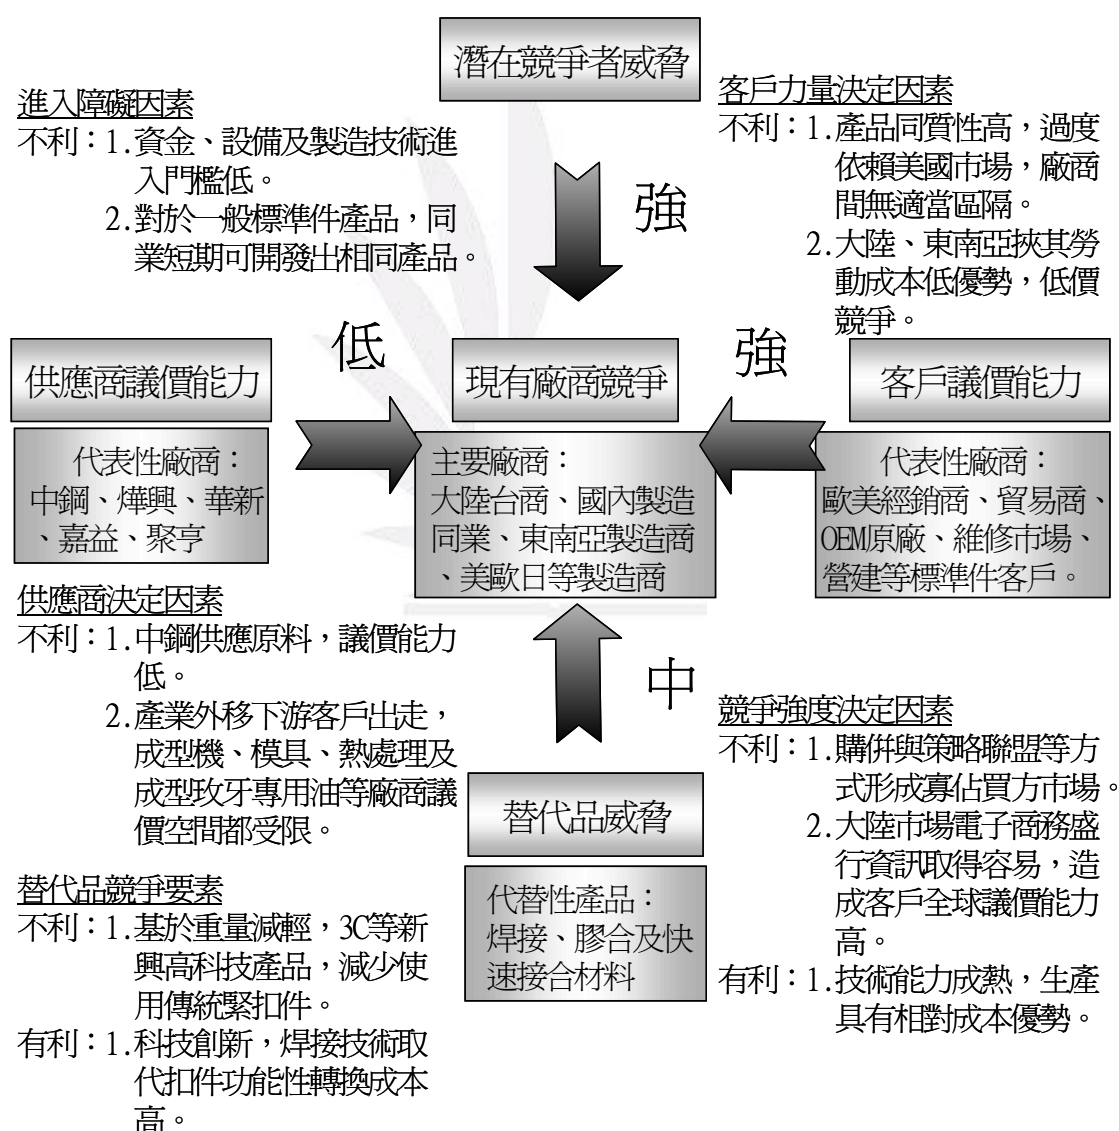 潛在競爭者威脅
進入障礙因素
不利：1.資金、設備及製造技術進
入門檻低。
2.對於一般標準件產品，同
業短期可開發出相同產品。
強
客戶力量決定因素
不利：1.產品同質性高，過度
依賴美國市場，廠商
間無適當區隔。
2.大陸、東南亞挾其勞
動成本低優勢，低價
競爭。
供應商議價能力
代表性廠商：
中鋼、燁興、華新
、嘉益、聚亨
低
現有廠商競爭
主要廠商：
大陸台商、國內製造
同業、東南亞製造商
、美歐日等製造商
強
客戶議價能力
代表性廠商：
歐美經銷商、貿易商、
OEM原廠、維修市場、
營建等標準件客戶。
供應商決定因素
不利：1.中鋼供應原料，議價能力
低。
2.產業外移下游客戶出走，
成型機、模具、熱處理及
成型攻牙專用油等廠商議
價空間都受限。
中
替代品威脅
代替性產品：
焊接、膠合及快
速接合材料
競爭強度決定因素
不利：1.購併與策略聯盟等方
式形成寡佔買方市場。
2.大陸市場電子商務盛
行資訊取得容易，造
成客戶全球議價能力
高。
有利：1.技術能力成熟，生產
具有相對成本優勢。
替代品競爭要素
不利：1.基於重量減輕，3C等新
興高科技產品，減少使
用傳統緊扣件。
有利：1.科技創新，焊接技術取
代扣件功能性轉換成本
高。